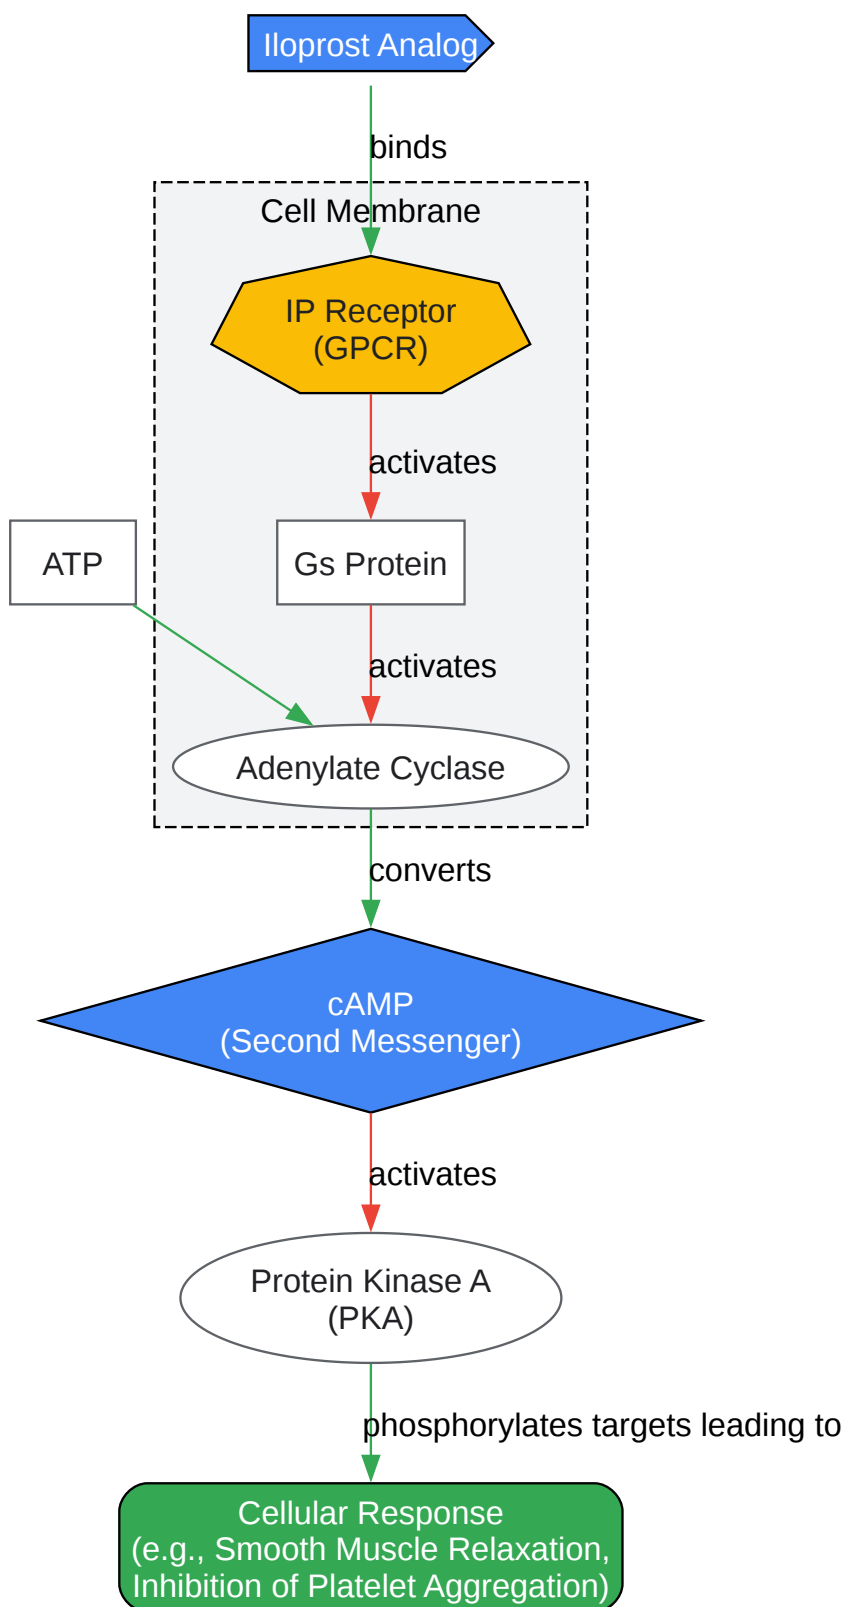 Iloprost Analog
binds
Cell Membrane
IP Receptor
(GPCR)
activates
ATP
Gs Protein
activates
Adenylate Cyclase
converts
cAMP
(Second Messenger)
activates
Protein Kinase A
(PKA)
phosphorylates targets leading to
Cellular Response
(e.g., Smooth Muscle Relaxation,
Inhibition of Platelet Aggregation)